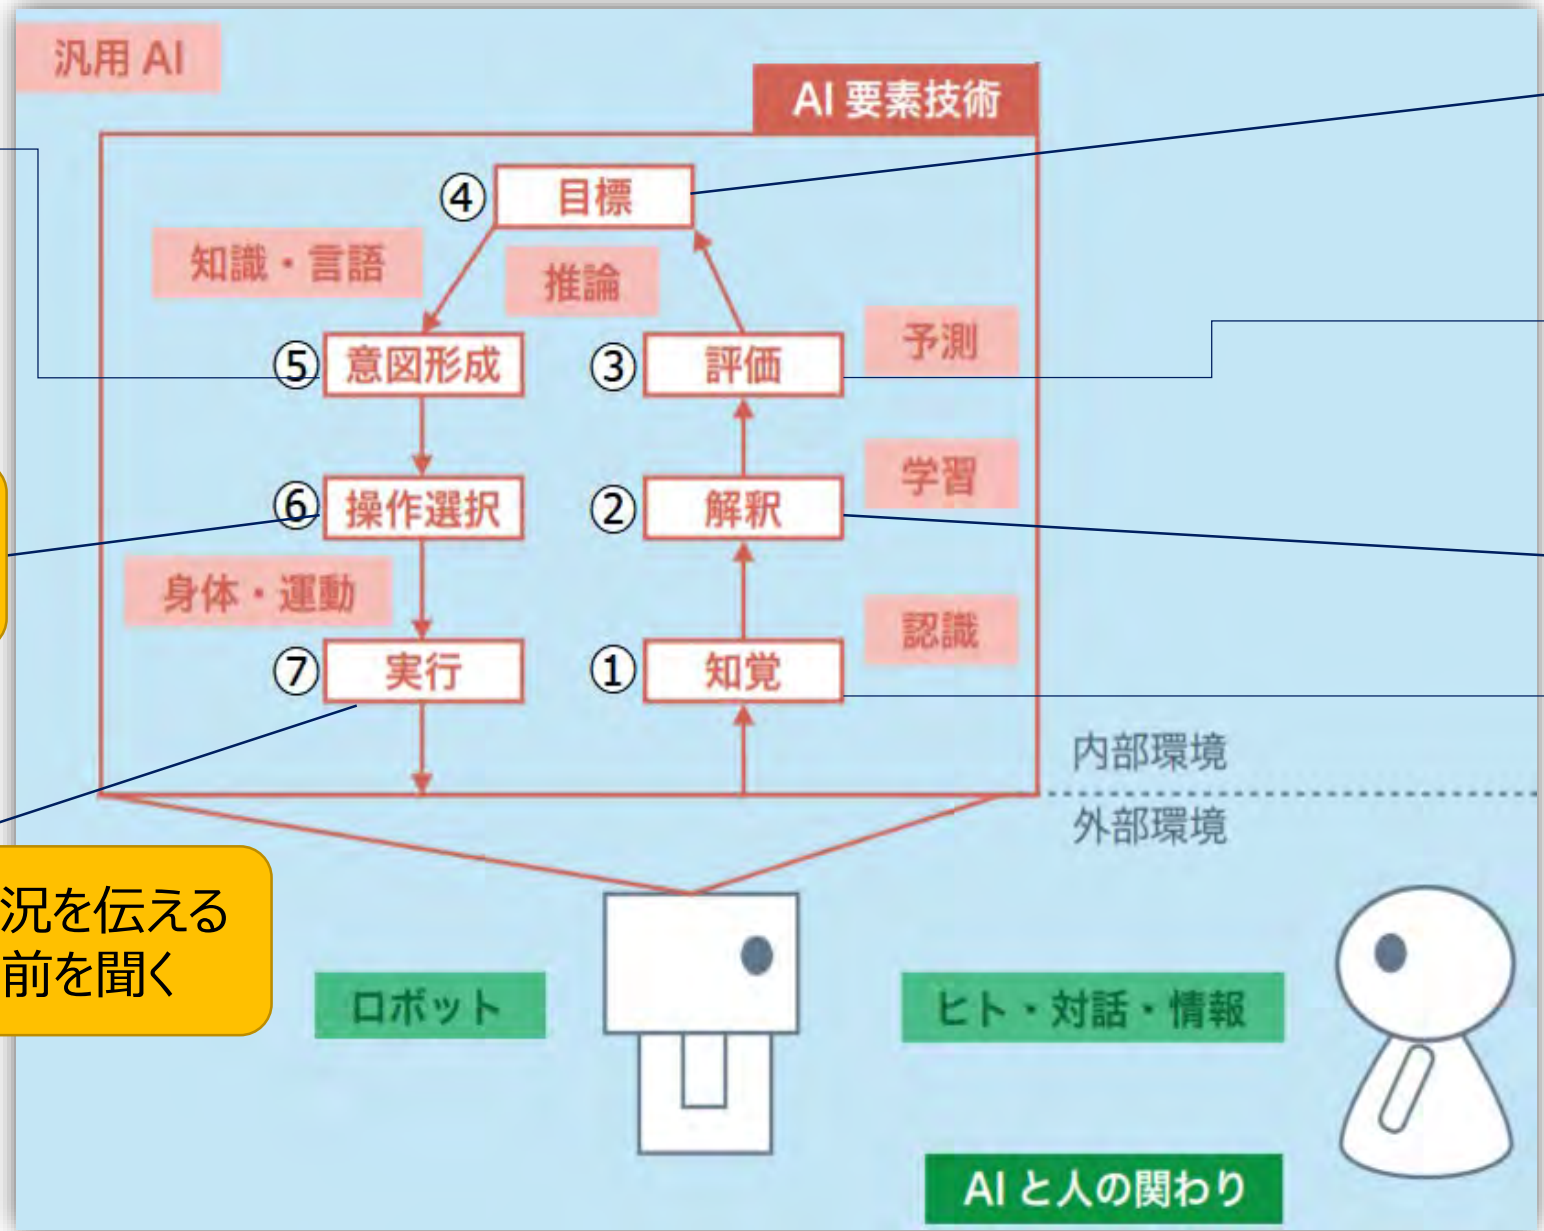 汎用 AI
AI 要素技術
④ 目標
知識・言語
推論
⑤ 意図形成
③ 評価
予測
⑥ 操作選択
② 解釈
学習
身体・運動
⑦ 実行
① 知覚
認識
内部環境
外部環境
況を伝える
前を聞く
ロボット
ヒト・対話・情報
AI と人の関わり